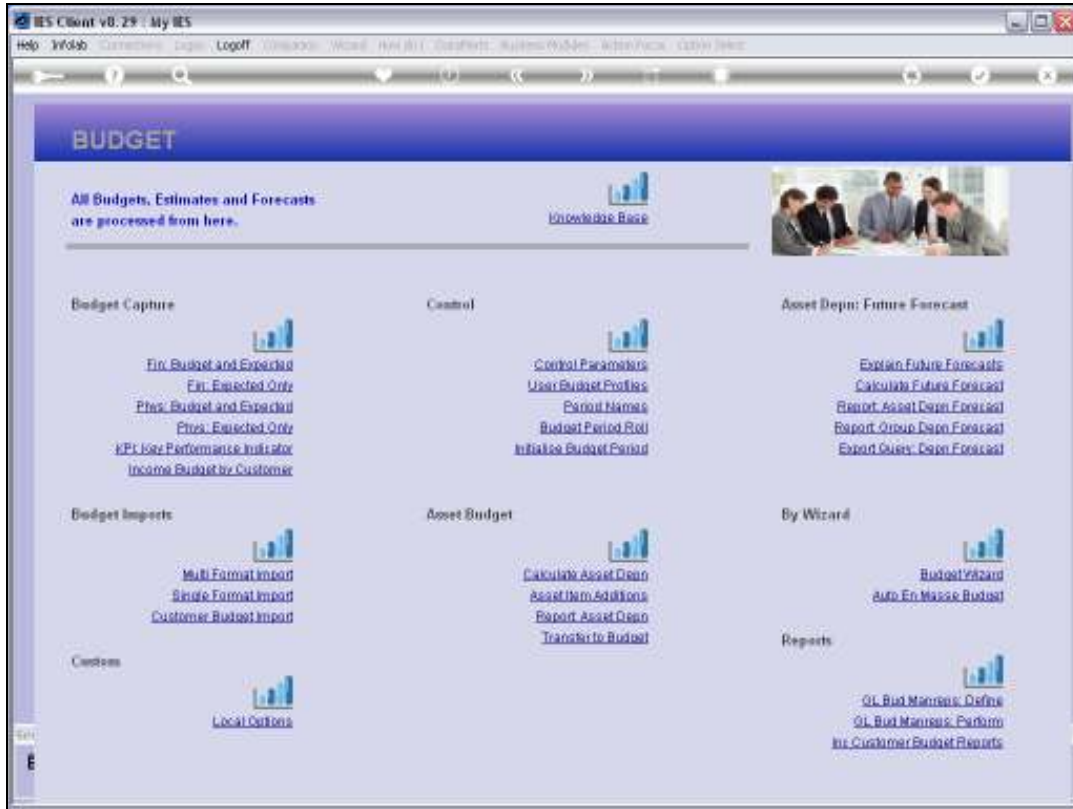 IES Client v8.29 : My IES
Help Infolab Logoff
BUDGET
All Budgets, Estimates and Forecasts
are processed from here.
Knowledge Base
Budget Capture
Fin: Budget and Expected
Fin: Expected Only
Phys: Budget and Expected
Phys: Expected Only
KPI: Key Performance Indicator
Income Budget by Customer
Control
Control Parameters
User Budget Profiles
Period Names
Budget Period Roll
Initialise Budget Period
Asset Depn: Future Forecast
Explain Future Forecasts
Calculate Future Forecast
Report: Asset Depn Forecast
Report: Group Depn Forecast
Export Query: Depn Forecast
Budget Imports
Multi Format Import
Single Format Import
Customer Budget Import
Asset Budget
Calculate Asset Depn
Asset Item Additions
Report Asset Depn
Transfer to Budget
By Wizard
Budget Wizard
Auto En Masse Budget
Custom
Local Options
Reports
GL Bud Manreps: Define
GL Bud Manreps: Perform
Inc Customer Budget Reports